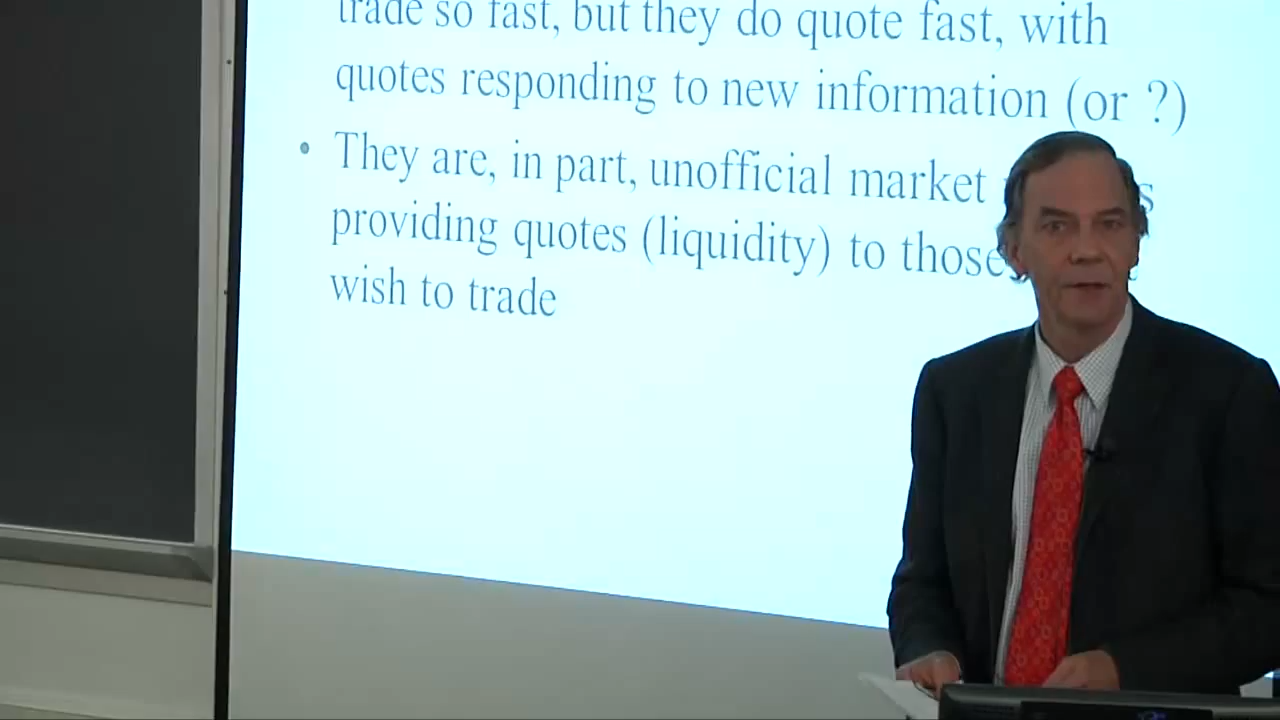 trade so fast, but they do quote fast, with
quotes responding to new information (or ?)
• They are, in part, unofficial market
providing quotes (liquidity) to those
wish to trade